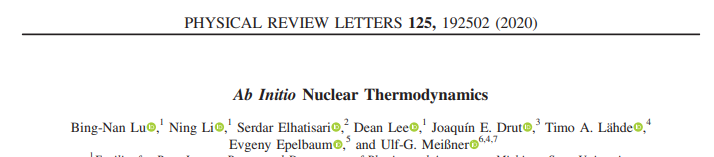 PHYSICAL REVIEW LETTERS 125, 192502 (2020)
Ab Initio Nuclear Thermodynamics
Bing-Nan Lu,1 Ning Li,1 Serdar Elhatisari,2 Dean Lee,1 Joaquín E. Drut,3 Timo A. Lähde,4
Evgeny Epelbaum,5 and Ulf-G. Meißner6,4,7